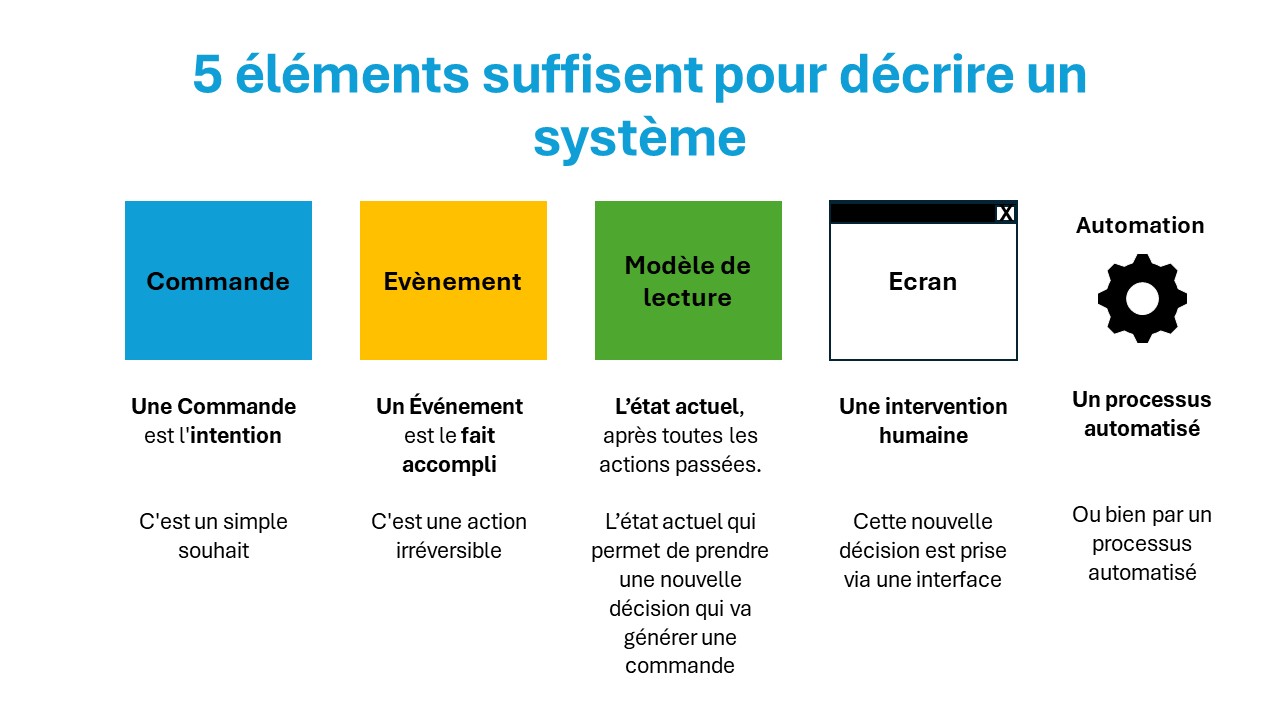 5 éléments suffisent pour décrire un
système
Commande
Evènement
Modèle de
lecture
X
Ecran
Automation
Une Commande
est l'intention
C'est un simple
souhait
Un Événement
est le fait
accompli
C'est une action
irréversible
L’état actuel,
après toutes les
actions passées.
L’état actuel qui
permet de prendre
une nouvelle
décision qui va
générer une
commande
Une intervention
humaine
Cette nouvelle
décision est prise
via une interface
Un processus
automatisé
Ou bien par un
processus
automatisé